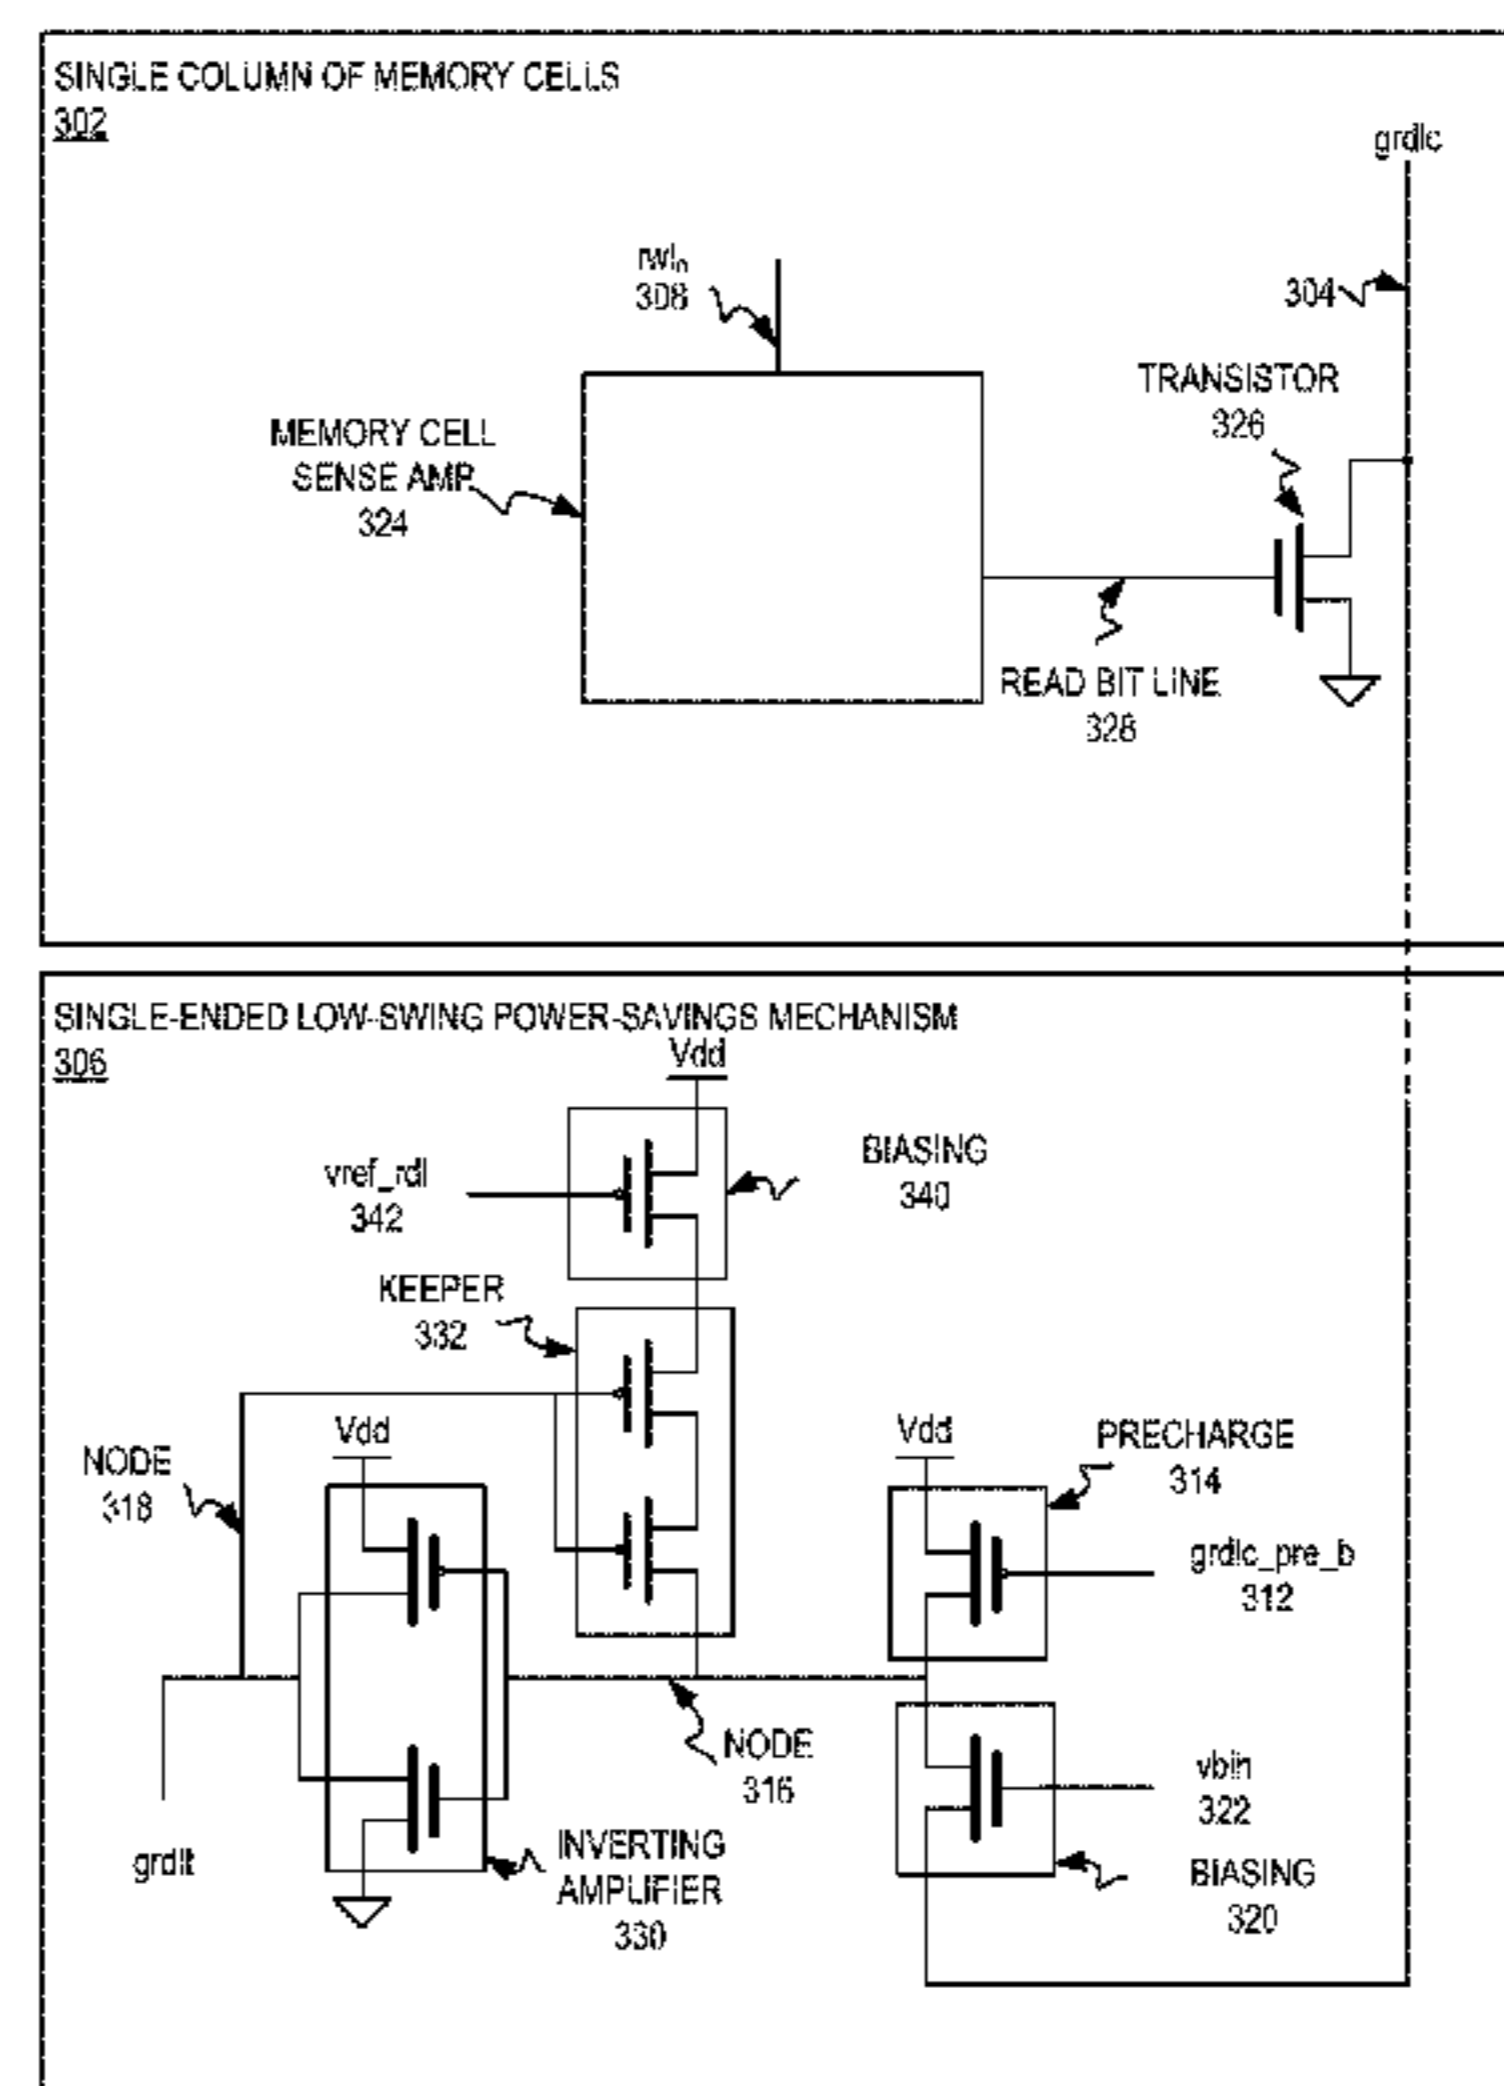 SINGLE COLUMN OF MEMORY CELLS
302
grdlc
rwlₙ
308
304
TRANSISTOR
326
MEMORY CELL
SENSE AMP.
324
READ BIT LINE
328
SINGLE-ENDED LOW-SWING POWER-SAVINGS MECHANISM
306
Vdd
BIASING
340
vref_rdl
342
KEEPER
332
Vdd
Vdd
PRECHARGE
314
NODE
318
grdlc_pre_b
312
NODE
316
vbln
322
grdlt
INVERTING
AMPLIFIER
330
BIASING
320